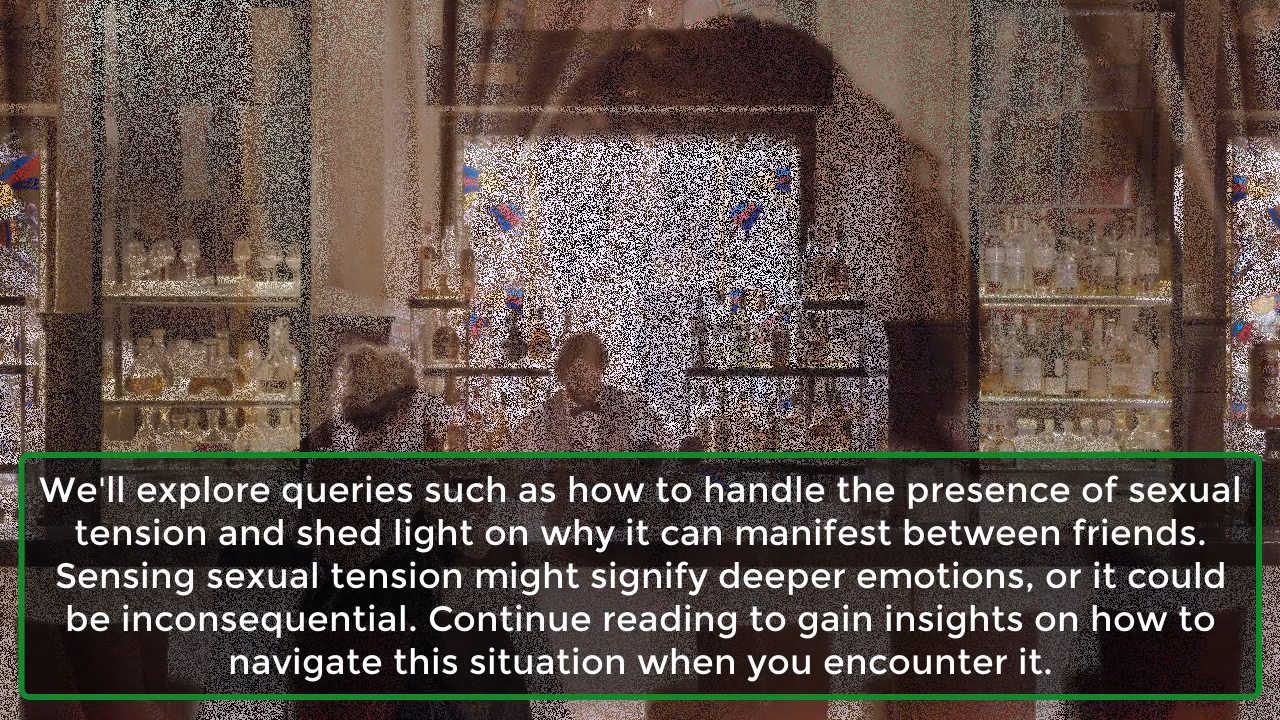 We'll explore queries such as how to handle the presence of sexual
tension and shed light on why it can manifest between friends.
Sensing sexual tension might signify deeper emotions, or it could
be inconsequential. Continue reading to gain insights on how to
navigate this situation when you encounter it.